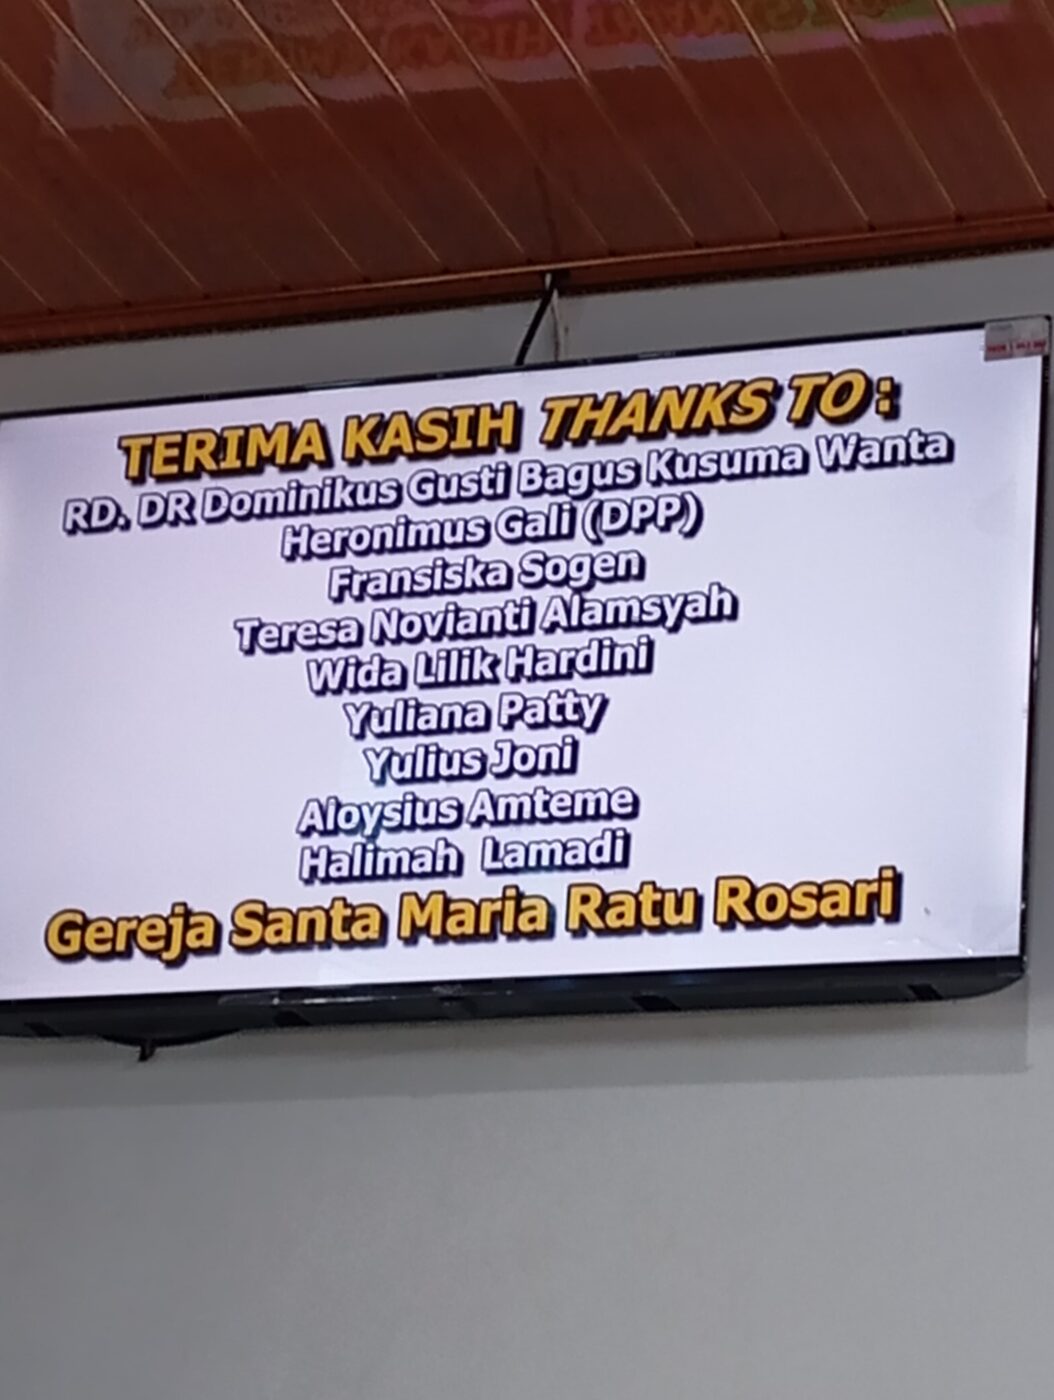 TERIMA KASIH THANKS TO :
RD. DR Dominikus Gusti Bagus Kusuma Wanta
Heronimus Gali (DPP)
Fransiska Sogen
Teresa Novianti Alamsyah
Wida Lilik Hardini
Yuliana Patty
Yulius Joni
Aloysius Amteme
Halimah Lamadi
Gereja Santa Maria Ratu Rosari